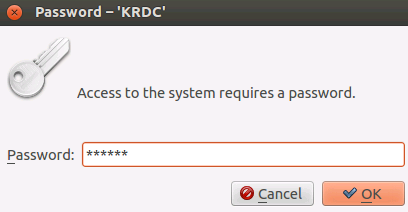 Password – 'KRDC'
Access to the system requires a password.
Password: ******
Cancel OK